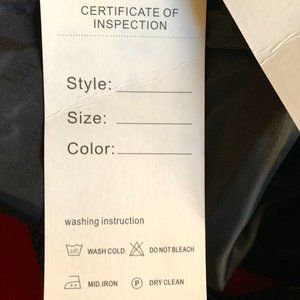 CERTIFICATE OF
INSPECTION
Style:
Size:
Color:
washing instruction
WASH COLD DO NOT BLEACH
MID.IRON P DRY CLEAN